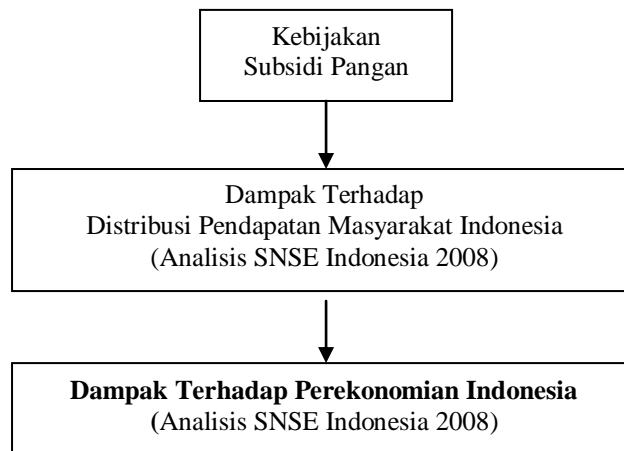 Kebijakan
Subsidi Pangan
Dampak Terhadap
Distribusi Pendapatan Masyarakat Indonesia
(Analisis SNSE Indonesia 2008)
Dampak Terhadap Perekonomian Indonesia
(Analisis SNSE Indonesia 2008)